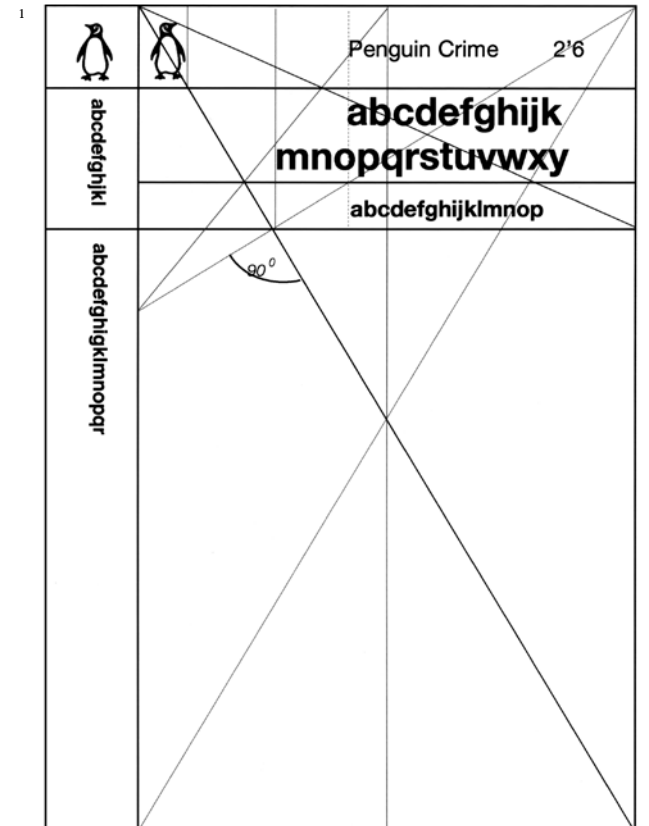 1
Penguin Crime 2’6
abcdefghijk
mnopqrstuvwxy
abcdefghijklmnop
abcdefghjkl
abcdefghigklmnopqr
90°